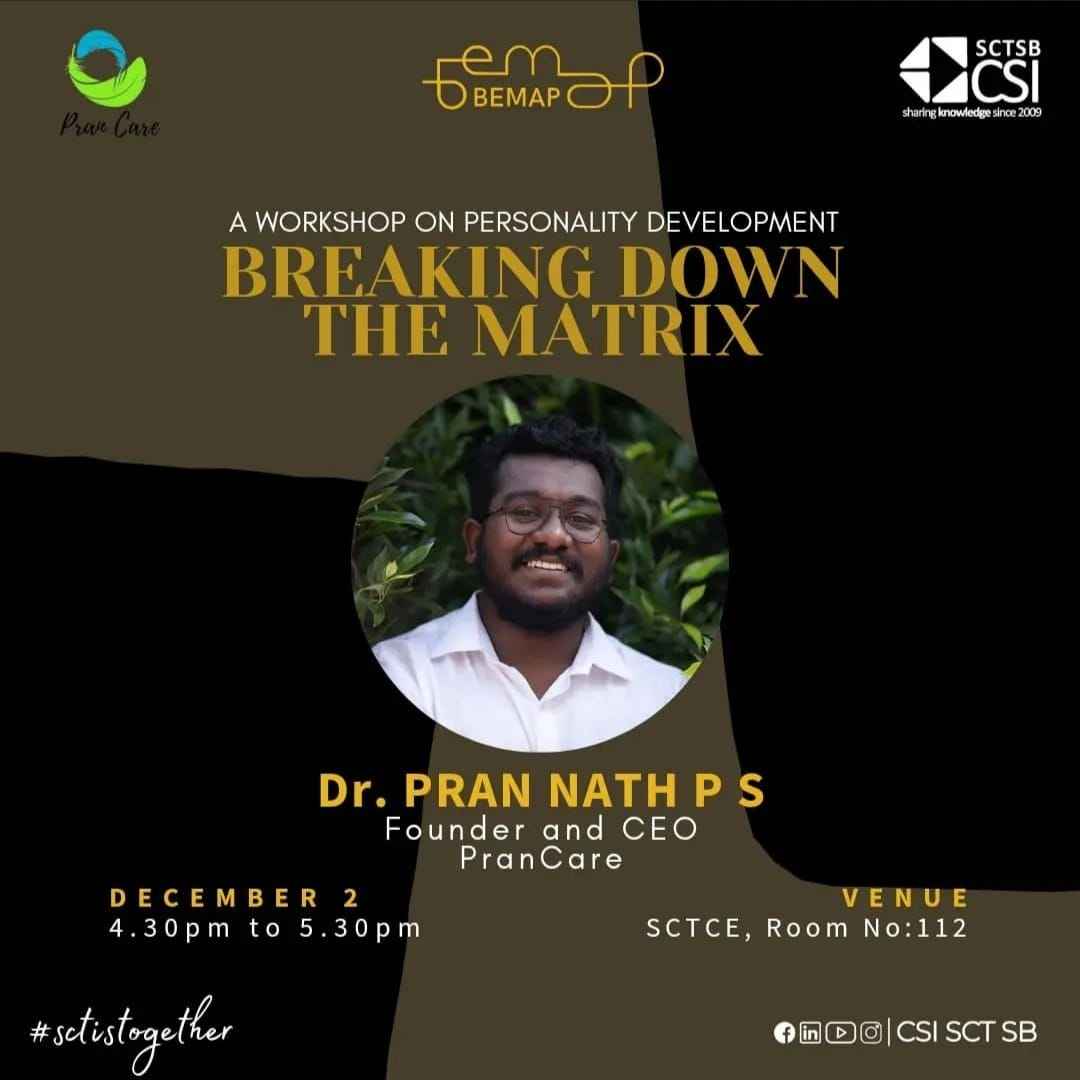 Pran Care
bemap
BEMAP
SCTSB
CSI
sharing knowledge since 2009
A WORKSHOP ON PERSONALITY DEVELOPMENT
BREAKING DOWN
THE MATRIX
Dr. PRAN NATH P S
Founder and CEO
PranCare
DECEMBER 2
4.30pm to 5.30pm
VENUE
SCTCE, Room No:112
#sctistogether
CSI SCT SB